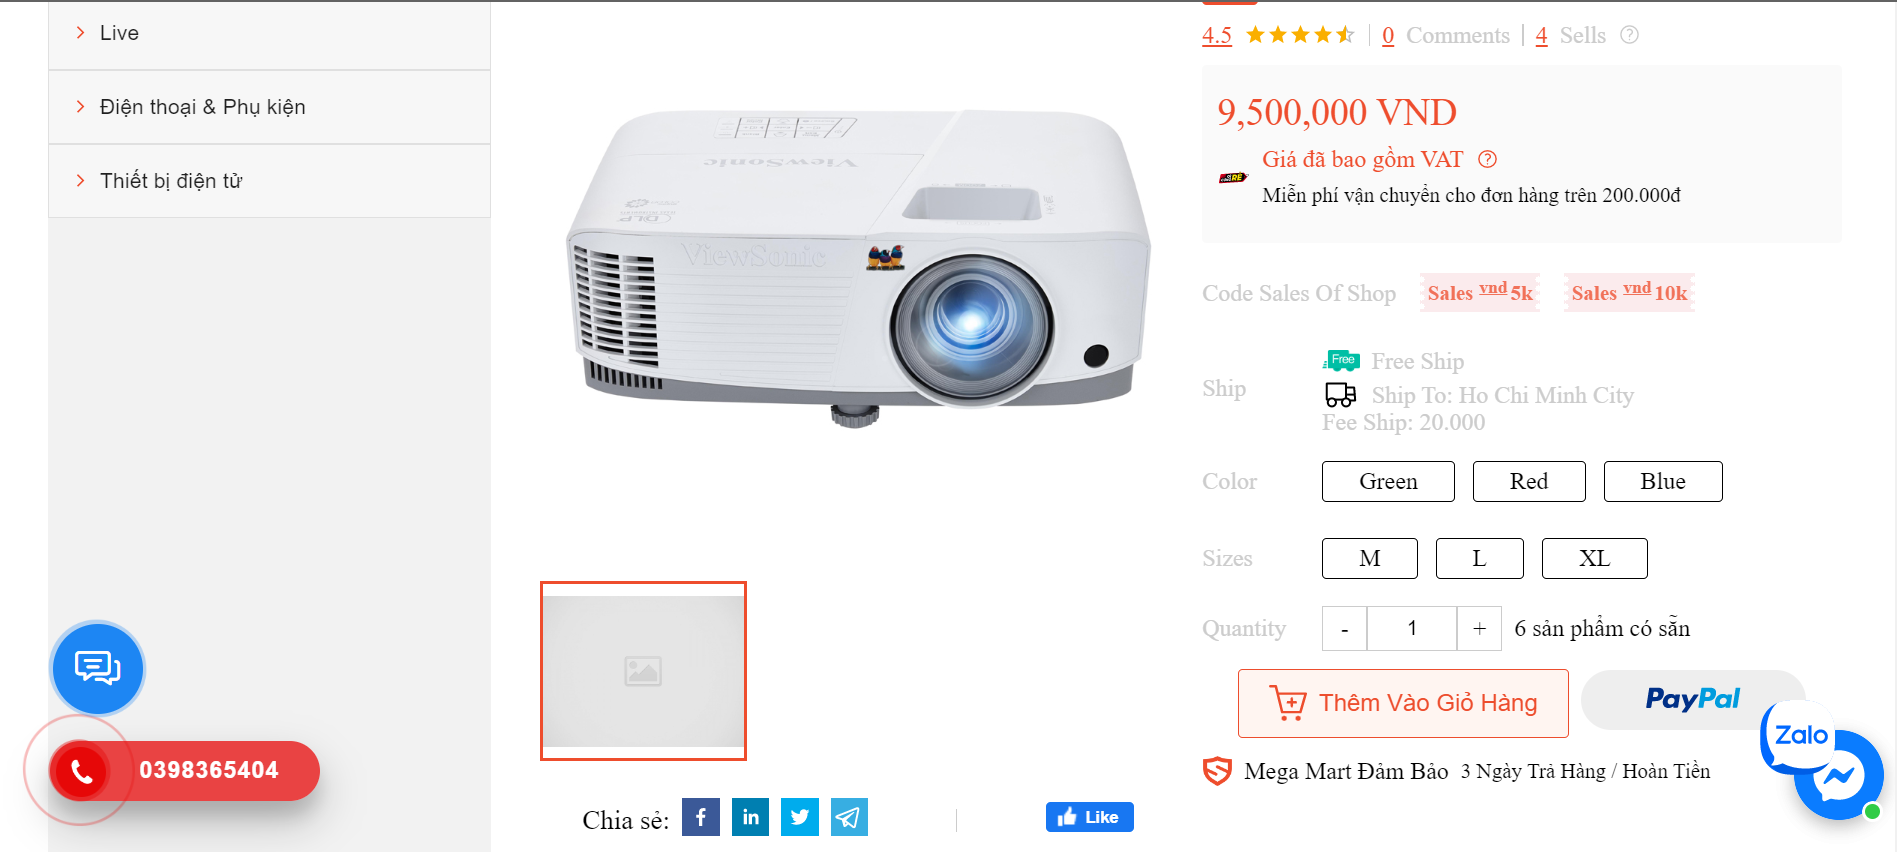 Live
Điện thoại & Phụ kiện
Thiết bị điện tử
0398365404
ViewSonic
DLP
ViewSonic
Chia sẻ:
Like
4.5 0 Comments 4 Sells ?
9,500,000 VND
Giá đã bao gồm VAT ?
RẺ
Miễn phí vận chuyển cho đơn hàng trên 200.000đ
Code Sales Of Shop Sales vnd 5k Sales vnd 10k
Ship
Free Free Ship
Ship To: Ho Chi Minh City
Fee Ship: 20.000
Color Green Red Blue
Sizes M L XL
Quantity - 1 + 6 sản phẩm có sẵn
Thêm Vào Giỏ Hàng PayPal
Zalo
Mega Mart Đảm Bảo 3 Ngày Trả Hàng / Hoàn Tiền